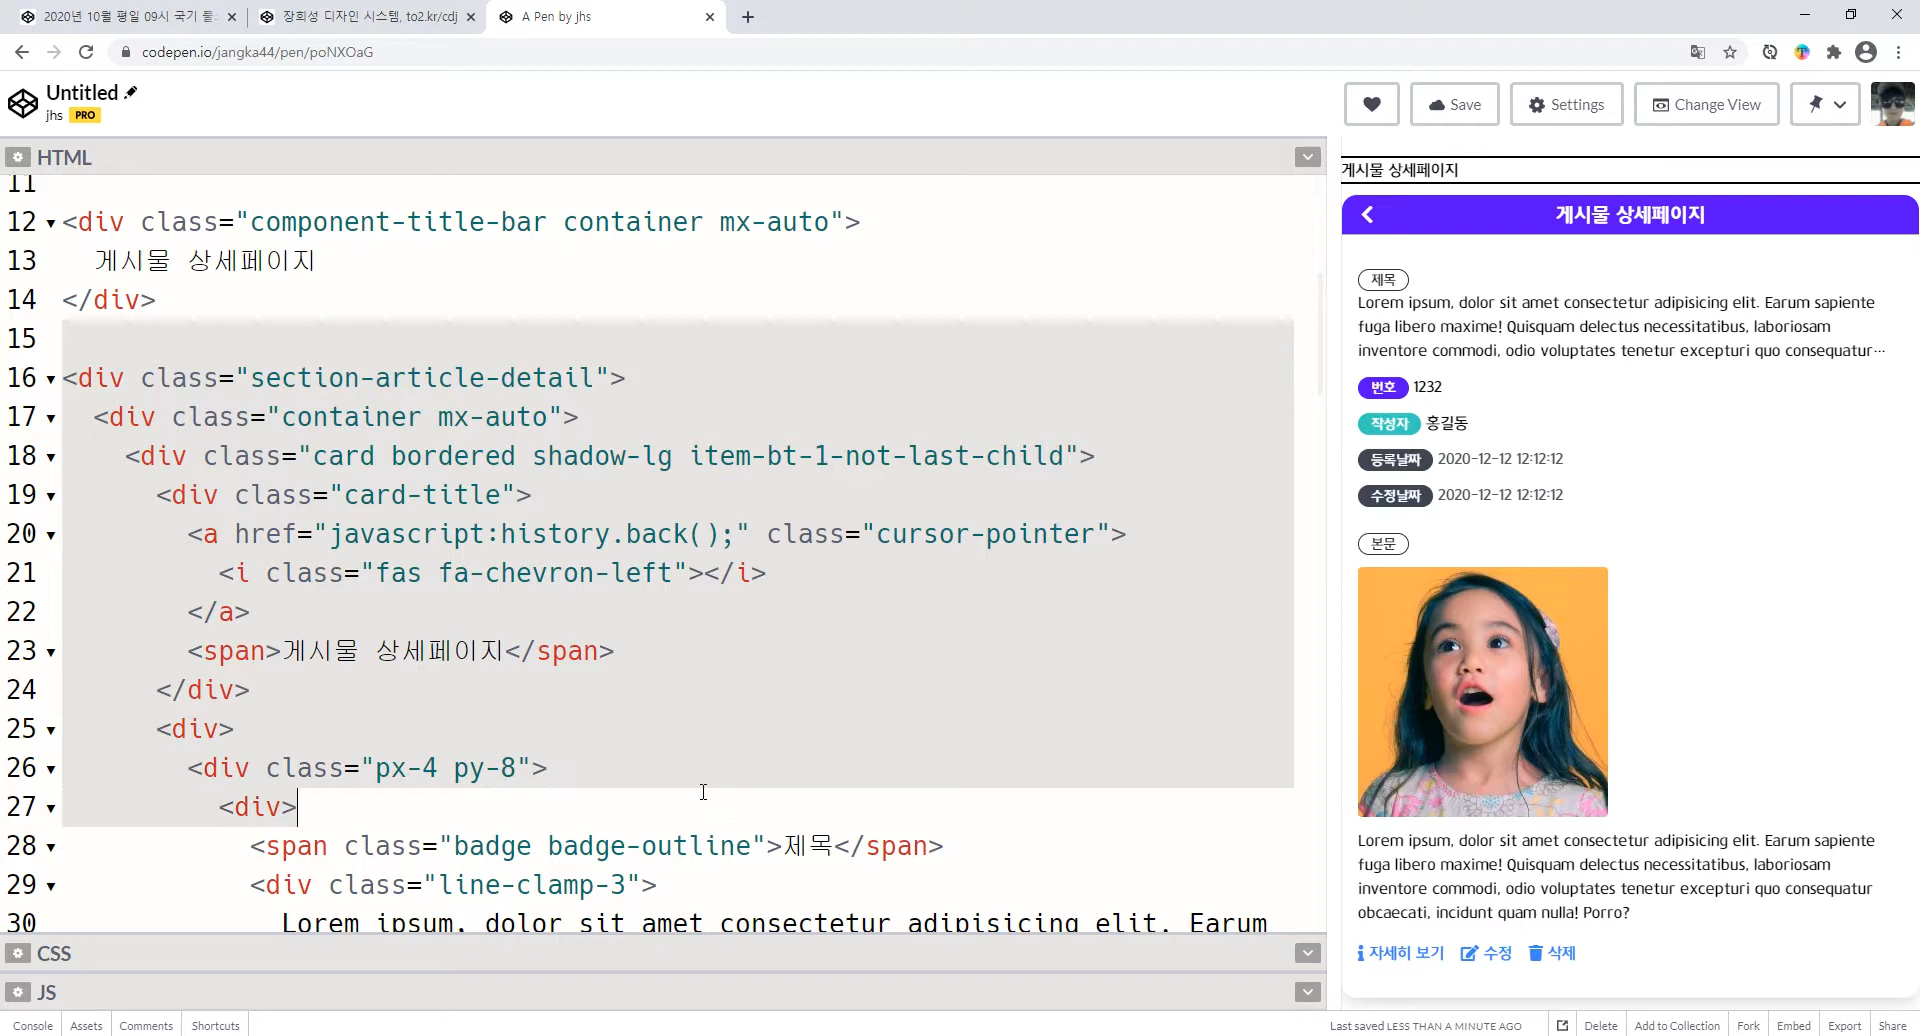 2020년 10월 평일 09시 국기
장희성 디자인 시스템, to2.kr/cdj
A Pen by jhs
codepen.io/jangka44/pen/poNXOaG
Untitled
jhs PRO
Save
Settings
Change View
HTML
11
12 <div class="component-title-bar container mx-auto">
13 게시물 상세페이지
14 </div>
15
16 <div class="section-article-detail">
17 <div class="container mx-auto">
18 <div class="card bordered shadow-lg item-bt-1-not-last-child">
19 <div class="card-title">
20 <a href="javascript:history.back();" class="cursor-pointer">
21 <i class="fas fa-chevron-left"></i>
22 </a>
23 <span>게시물 상세페이지</span>
24 </div>
25 <div>
26 <div class="px-4 py-8">
27 <div>
28 <span class="badge badge-outline">제목</span>
29 <div class="line-clamp-3">
30 Lorem ipsum, dolor sit amet consectetur adipisicing elit. Earum
CSS
JS
게시물 상세페이지
게시물 상세페이지
제목
Lorem ipsum, dolor sit amet consectetur adipisicing elit. Earum sapiente
fuga libero maxime! Quisquam delectus necessitatibus, laboriosam
inventore commodi, odio voluptates tenetur excepturi quo consequatur…
번호 1232
작성자 홍길동
등록날짜 2020-12-12 12:12:12
수정날짜 2020-12-12 12:12:12
본문
Lorem ipsum, dolor sit amet consectetur adipisicing elit. Earum sapiente
fuga libero maxime! Quisquam delectus necessitatibus, laboriosam
inventore commodi, odio voluptates tenetur excepturi quo consequatur
obcaecati, incidunt quam nulla! Porro?
자세히 보기 수정 삭제
Console Assets Comments Shortcuts
Last saved LESS THAN A MINUTE AGO
Delete Add to Collection Fork Embed Export Share